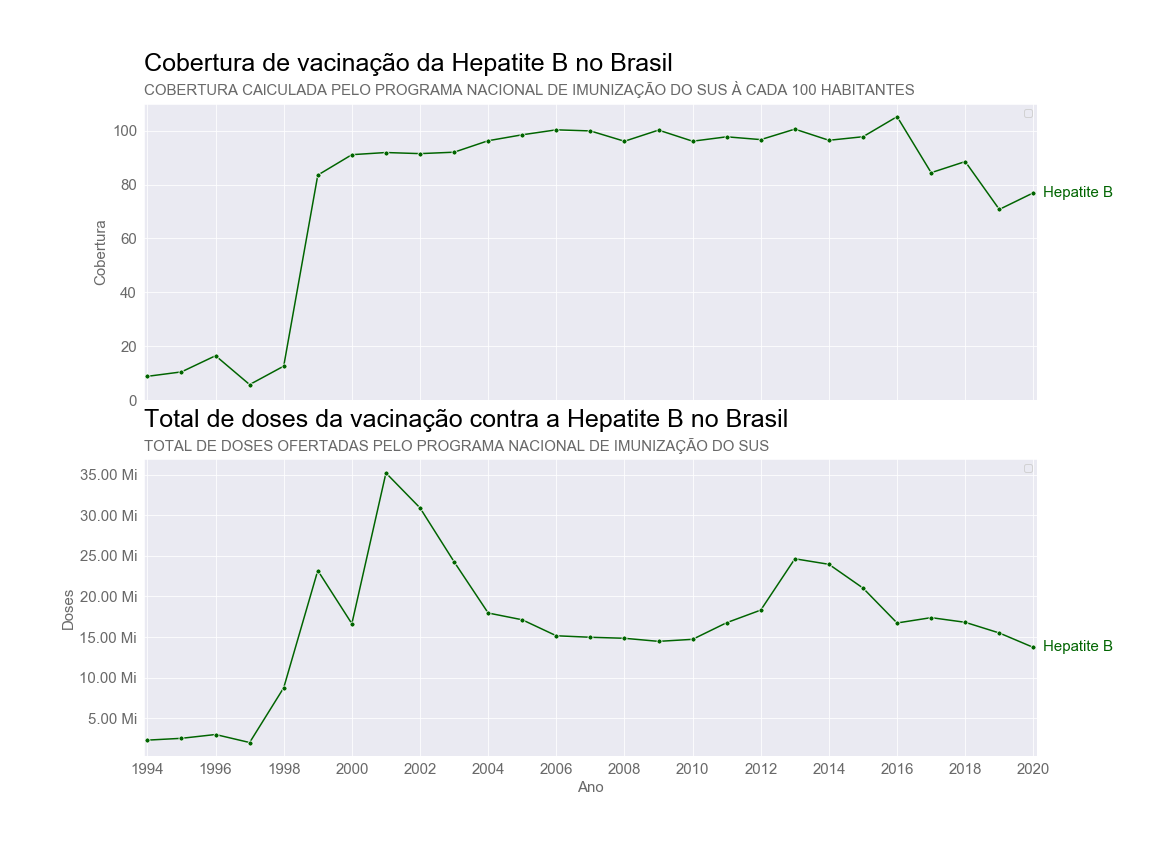 Cobertura de vacinação da Hepatite B no Brasil
COBERTURA CAICULADA PELO PROGRAMA NACIONAL DE IMUNIZAÇÃO DO SUS À CADA 100 HABITANTES
100
80
60
40
20
0
Cobertura
Hepatite B
Total de doses da vacinação contra a Hepatite B no Brasil
TOTAL DE DOSES OFERTADAS PELO PROGRAMA NACIONAL DE IMUNIZAÇÃO DO SUS
35.00 Mi
30.00 Mi
25.00 Mi
20.00 Mi
15.00 Mi
10.00 Mi
5.00 Mi
Doses
Hepatite B
1994 1996 1998 2000 2002 2004 2006 2008 2010 2012 2014 2016 2018 2020
Ano